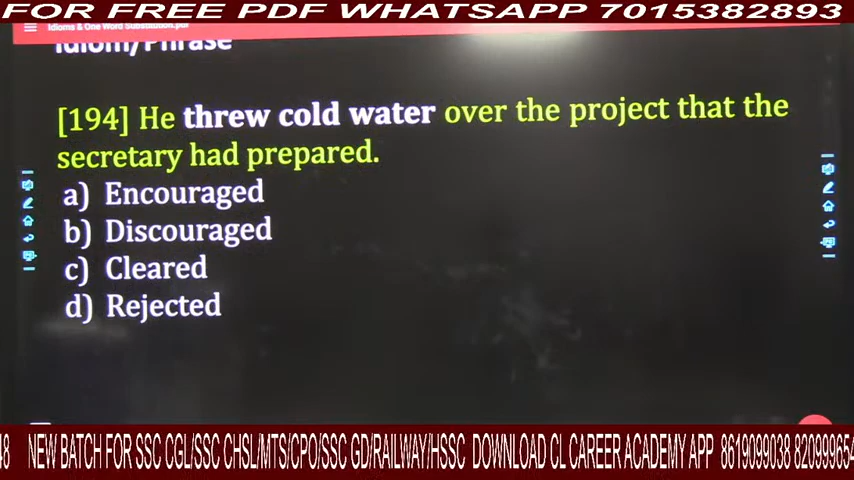 FOR FREE PDF WHATSAPP 7015382893
Idioms & One Word Substitution.pdf
Idiom/Phrase
[194] He threw cold water over the project that the
secretary had prepared.
a) Encouraged
b) Discouraged
c) Cleared
d) Rejected
8 NEW BATCH FOR SSC CGL/SSC CHSL/MTS/CPO/SSC GD/RAILWAY/HSSC DOWNLOAD CL CAREER ACADEMY APP 8619099038 820999654